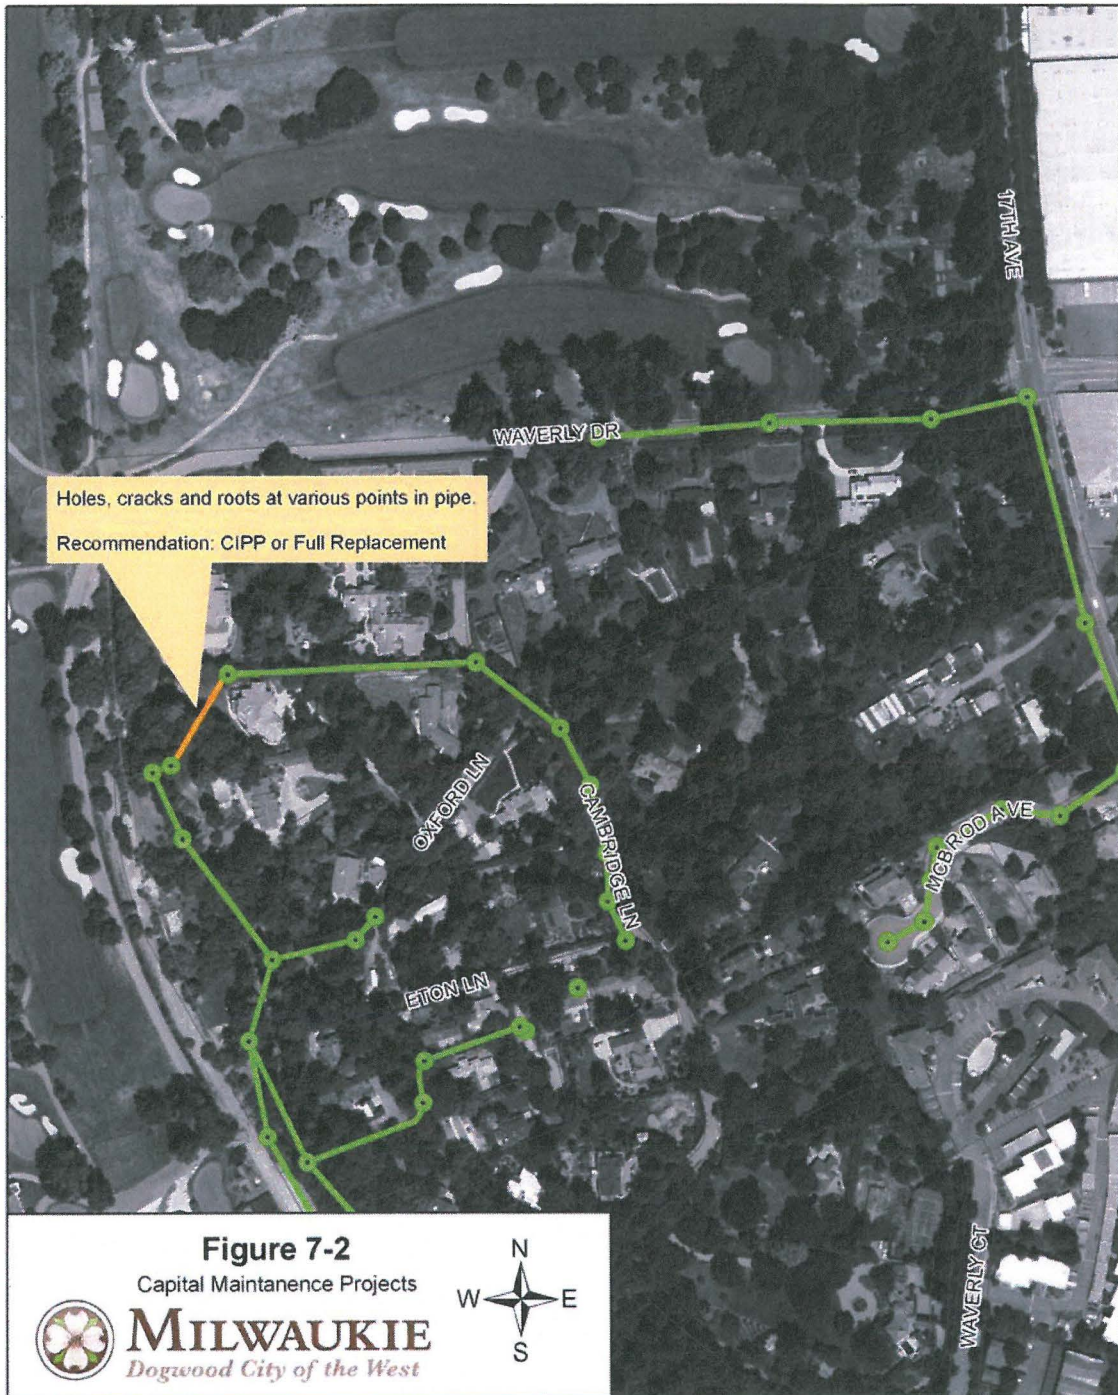 17TH AVE
WAVERLY DR
Holes, cracks and roots at various points in pipe.
Recommendation: CIPP or Full Replacement
OXFORD LN
CAMBRIDGE LN
MCBROD AVE
ETON LN
WAVERLY CT
Figure 7-2
Capital Maintanence Projects
MILWAUKIE
Dogwood City of the West
N
W E
S